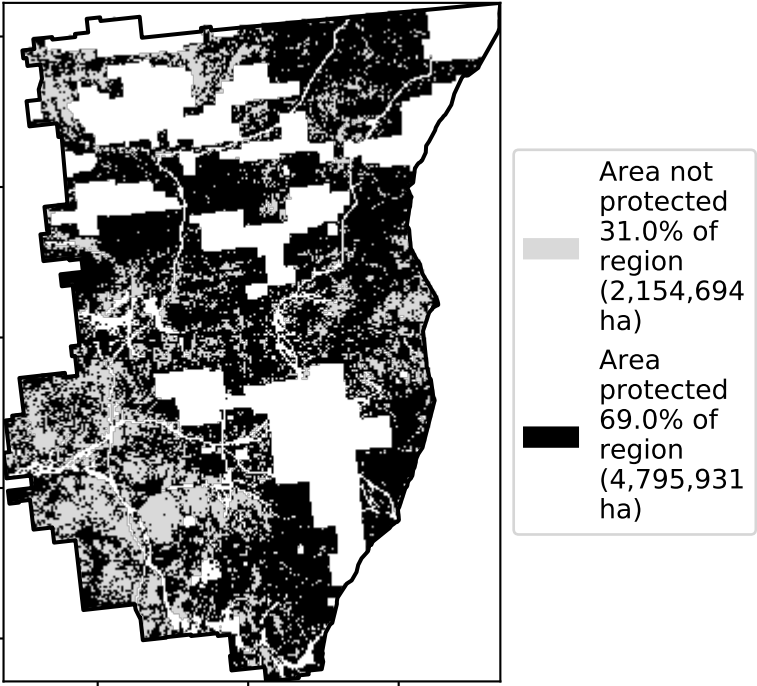 Area not
protected
31.0% of
region
(2,154,694
ha)
Area
protected
69.0% of
region
(4,795,931
ha)